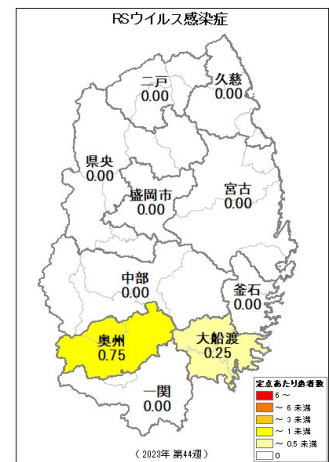 RSウイルス感染症
二戸
0.00
久慈
0.00
県央
0.00
盛岡市
0.00
宮古
0.00
中部
0.00
釜石
0.00
奥州
0.75
大船渡
0.25
一関
0.00
定点あたり患者数
6 ~
~ 6 未満
~ 3 未満
~ 1 未満
~ 0.5 未満
0
( 2023年 第44週 )